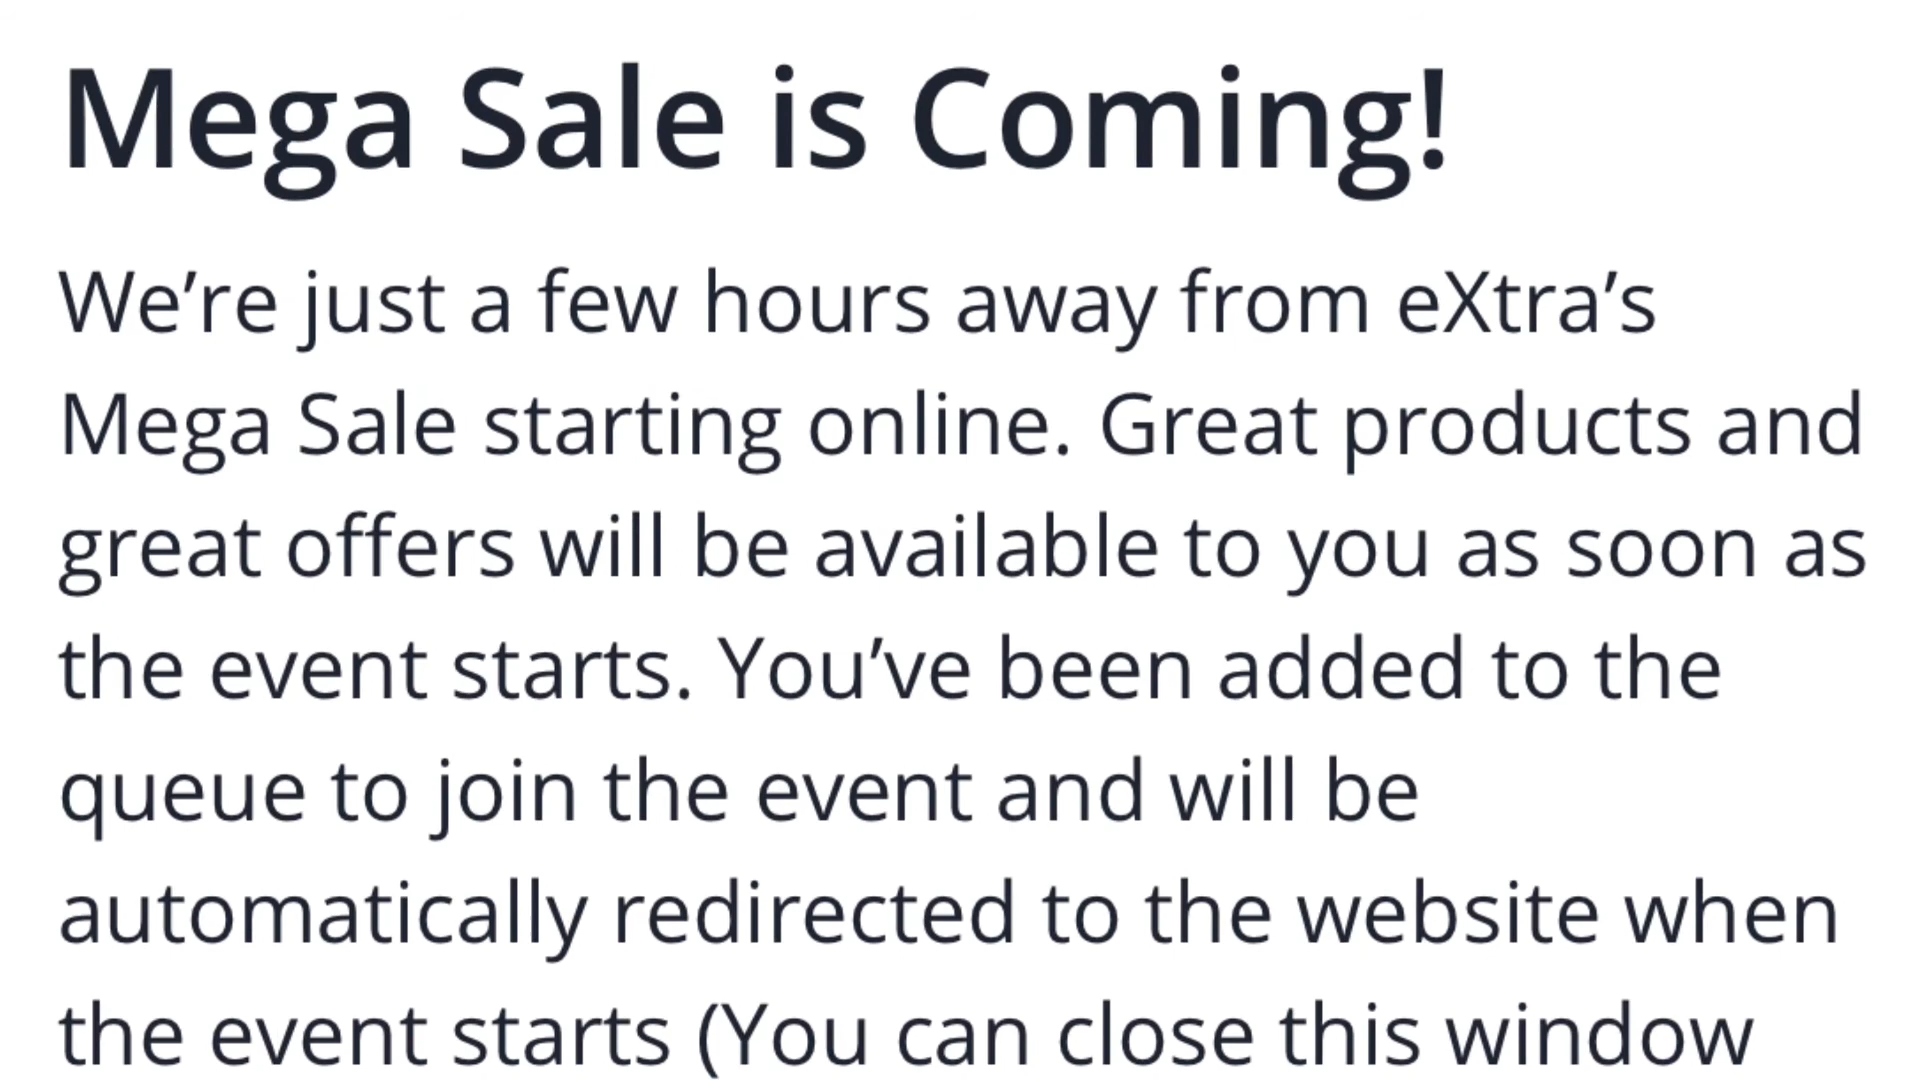 Mega Sale is Coming!
We’re just a few hours away from eXtra’s
Mega Sale starting online. Great products and
great offers will be available to you as soon as
the event starts. You’ve been added to the
queue to join the event and will be
automatically redirected to the website when
the event starts (You can close this window